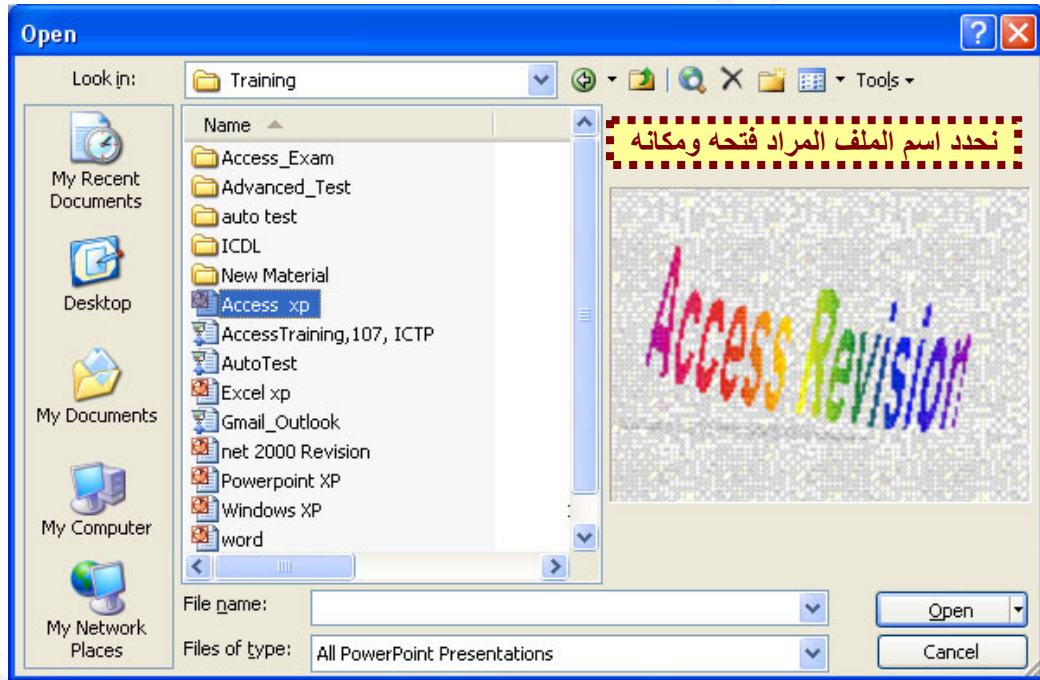 Open
Look in:
Training
Tools
نحدد اسم الملف المراد فتحه ومكانه
My Recent
Documents
Desktop
My Documents
My Computer
My Network
Places
Name
Access_Exam
Advanced_Test
auto test
ICDL
New Material
Access xp
AccessTraining,107, ICTP
AutoTest
Excel xp
Gmail_Outlook
net 2000 Revision
Powerpoint XP
Windows XP
word
Access Revision
File name:
Open
Files of type:
All PowerPoint Presentations
Cancel